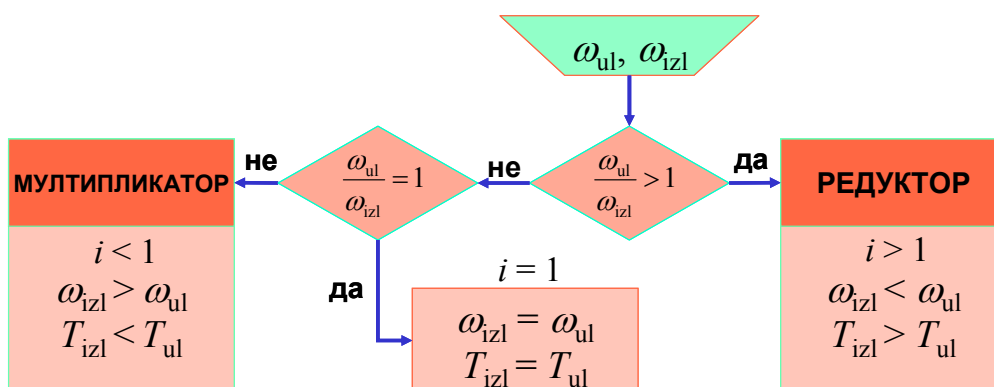 ω_ul, ω_izl
ω_ul/ω_izl > 1
да
РЕДУКТОР
i > 1
ω_izl < ω_ul
T_izl > T_ul
не
ω_ul/ω_izl = 1
не
МУЛТИПЛИКАТОР
i < 1
ω_izl > ω_ul
T_izl < T_ul
да
i = 1
ω_izl = ω_ul
T_izl = T_ul